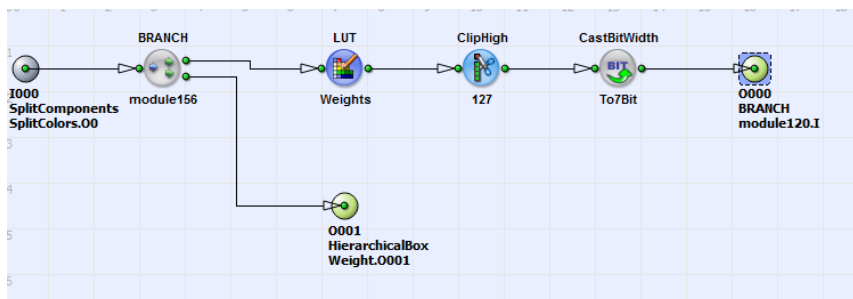 BRANCH
LUT
ClipHigh
CastBitWidth
BIT
I000
SplitComponents
SplitColors.O0
module156
Weights
127
To7Bit
O000
BRANCH
module120.I
O001
HierarchicalBox
Weight.O001